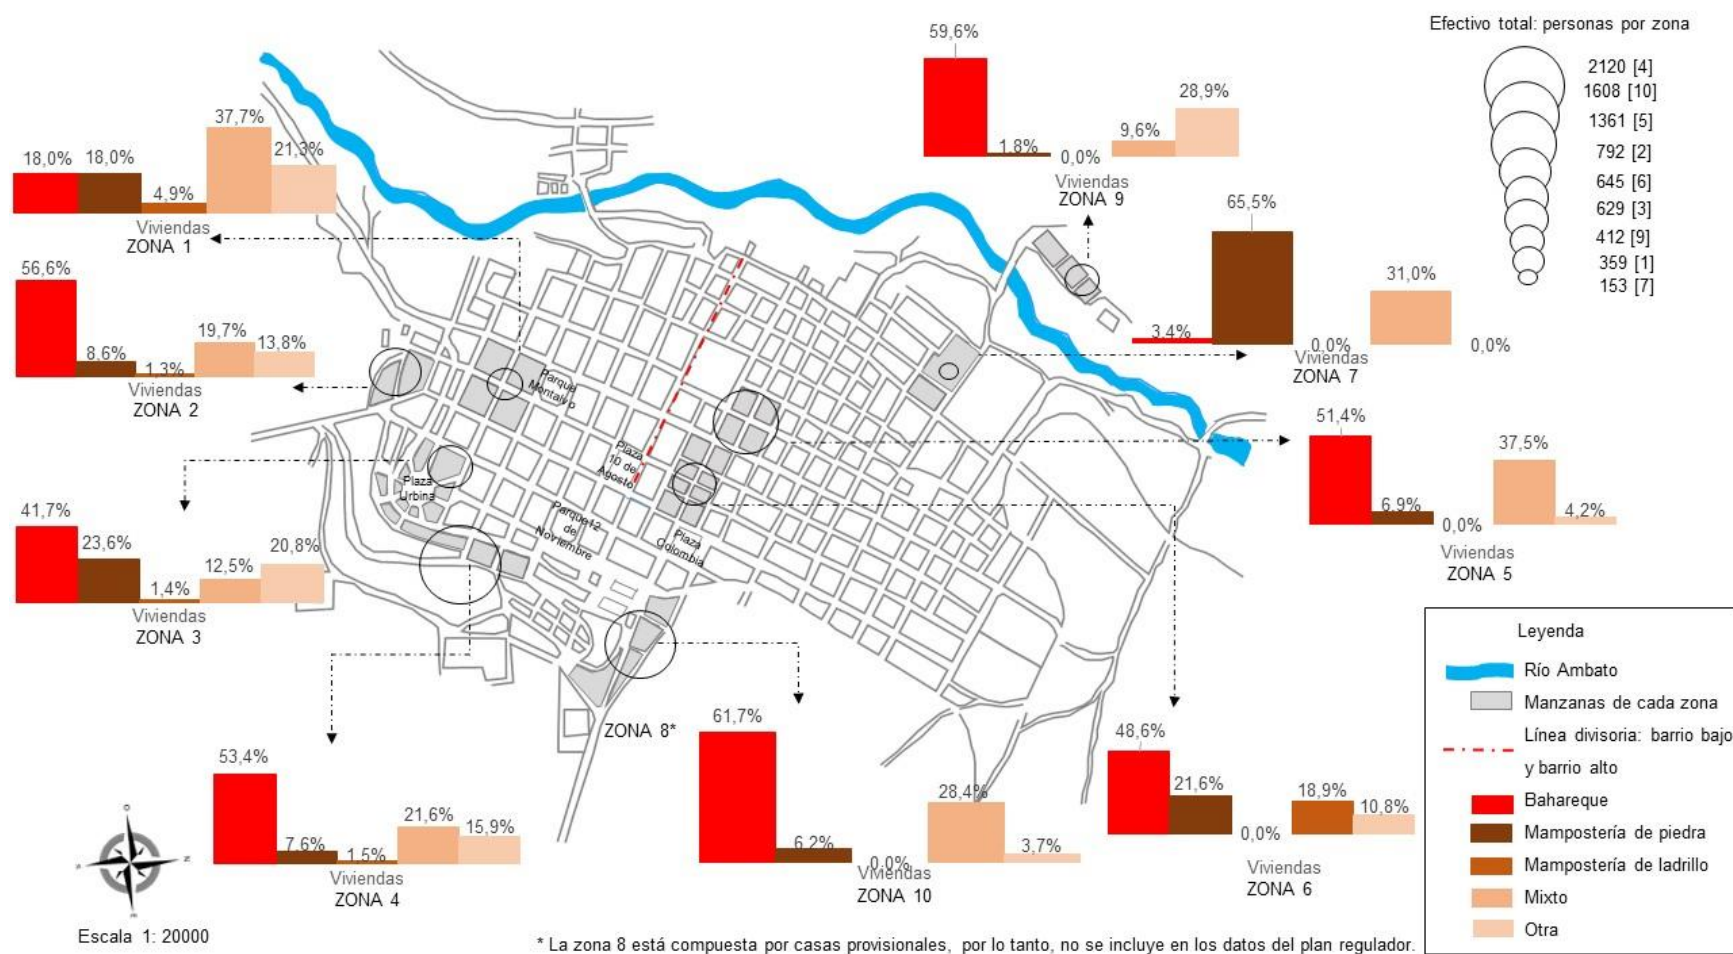 Efectivo total: personas por zona
2120 [4]
1608 [10]
1361 [5]
792 [2]
645 [6]
629 [3]
412 [9]
359 [1]
153 [7]
59,6%
1.8%
0,0%
9,6%
28,9%
Viviendas
ZONA 9
18,0%
18,0%
4,9%
37,7%
21,3%
Viviendas
ZONA 1
65,5%
3.4%
0,0%
31,0%
0,0%
Viviendas
ZONA 7
56,6%
8,6%
1.3%
19,7%
13,8%
Viviendas
ZONA 2
Parque
Montalvo
Plaza
10 de
Agosto
Plaza
Urbina
Parque12
de
Noviembre
Plaza
Colombia
51,4%
6,9%
0,0%
37,5%
4,2%
Viviendas
ZONA 5
41,7%
23,6%
1,4%
12,5%
20,8%
Viviendas
ZONA 3
53,4%
7,6%
1.5%
21,6%
15,9%
Viviendas
ZONA 4
ZONA 8*
61,7%
6.2%
0.0%
28,4%
3,7%
Viviendas
ZONA 10
48,6%
21,6%
0,0%
18,9%
10,8%
Viviendas
ZONA 6
Leyenda
Río Ambato
Manzanas de cada zona
Línea divisoria: barrio bajo
y barrio alto
Bahareque
Mampostería de piedra
Mampostería de ladrillo
Mixto
Otra
Escala 1: 20000
* La zona 8 está compuesta por casas provisionales, por lo tanto, no se incluye en los datos del plan regulador.